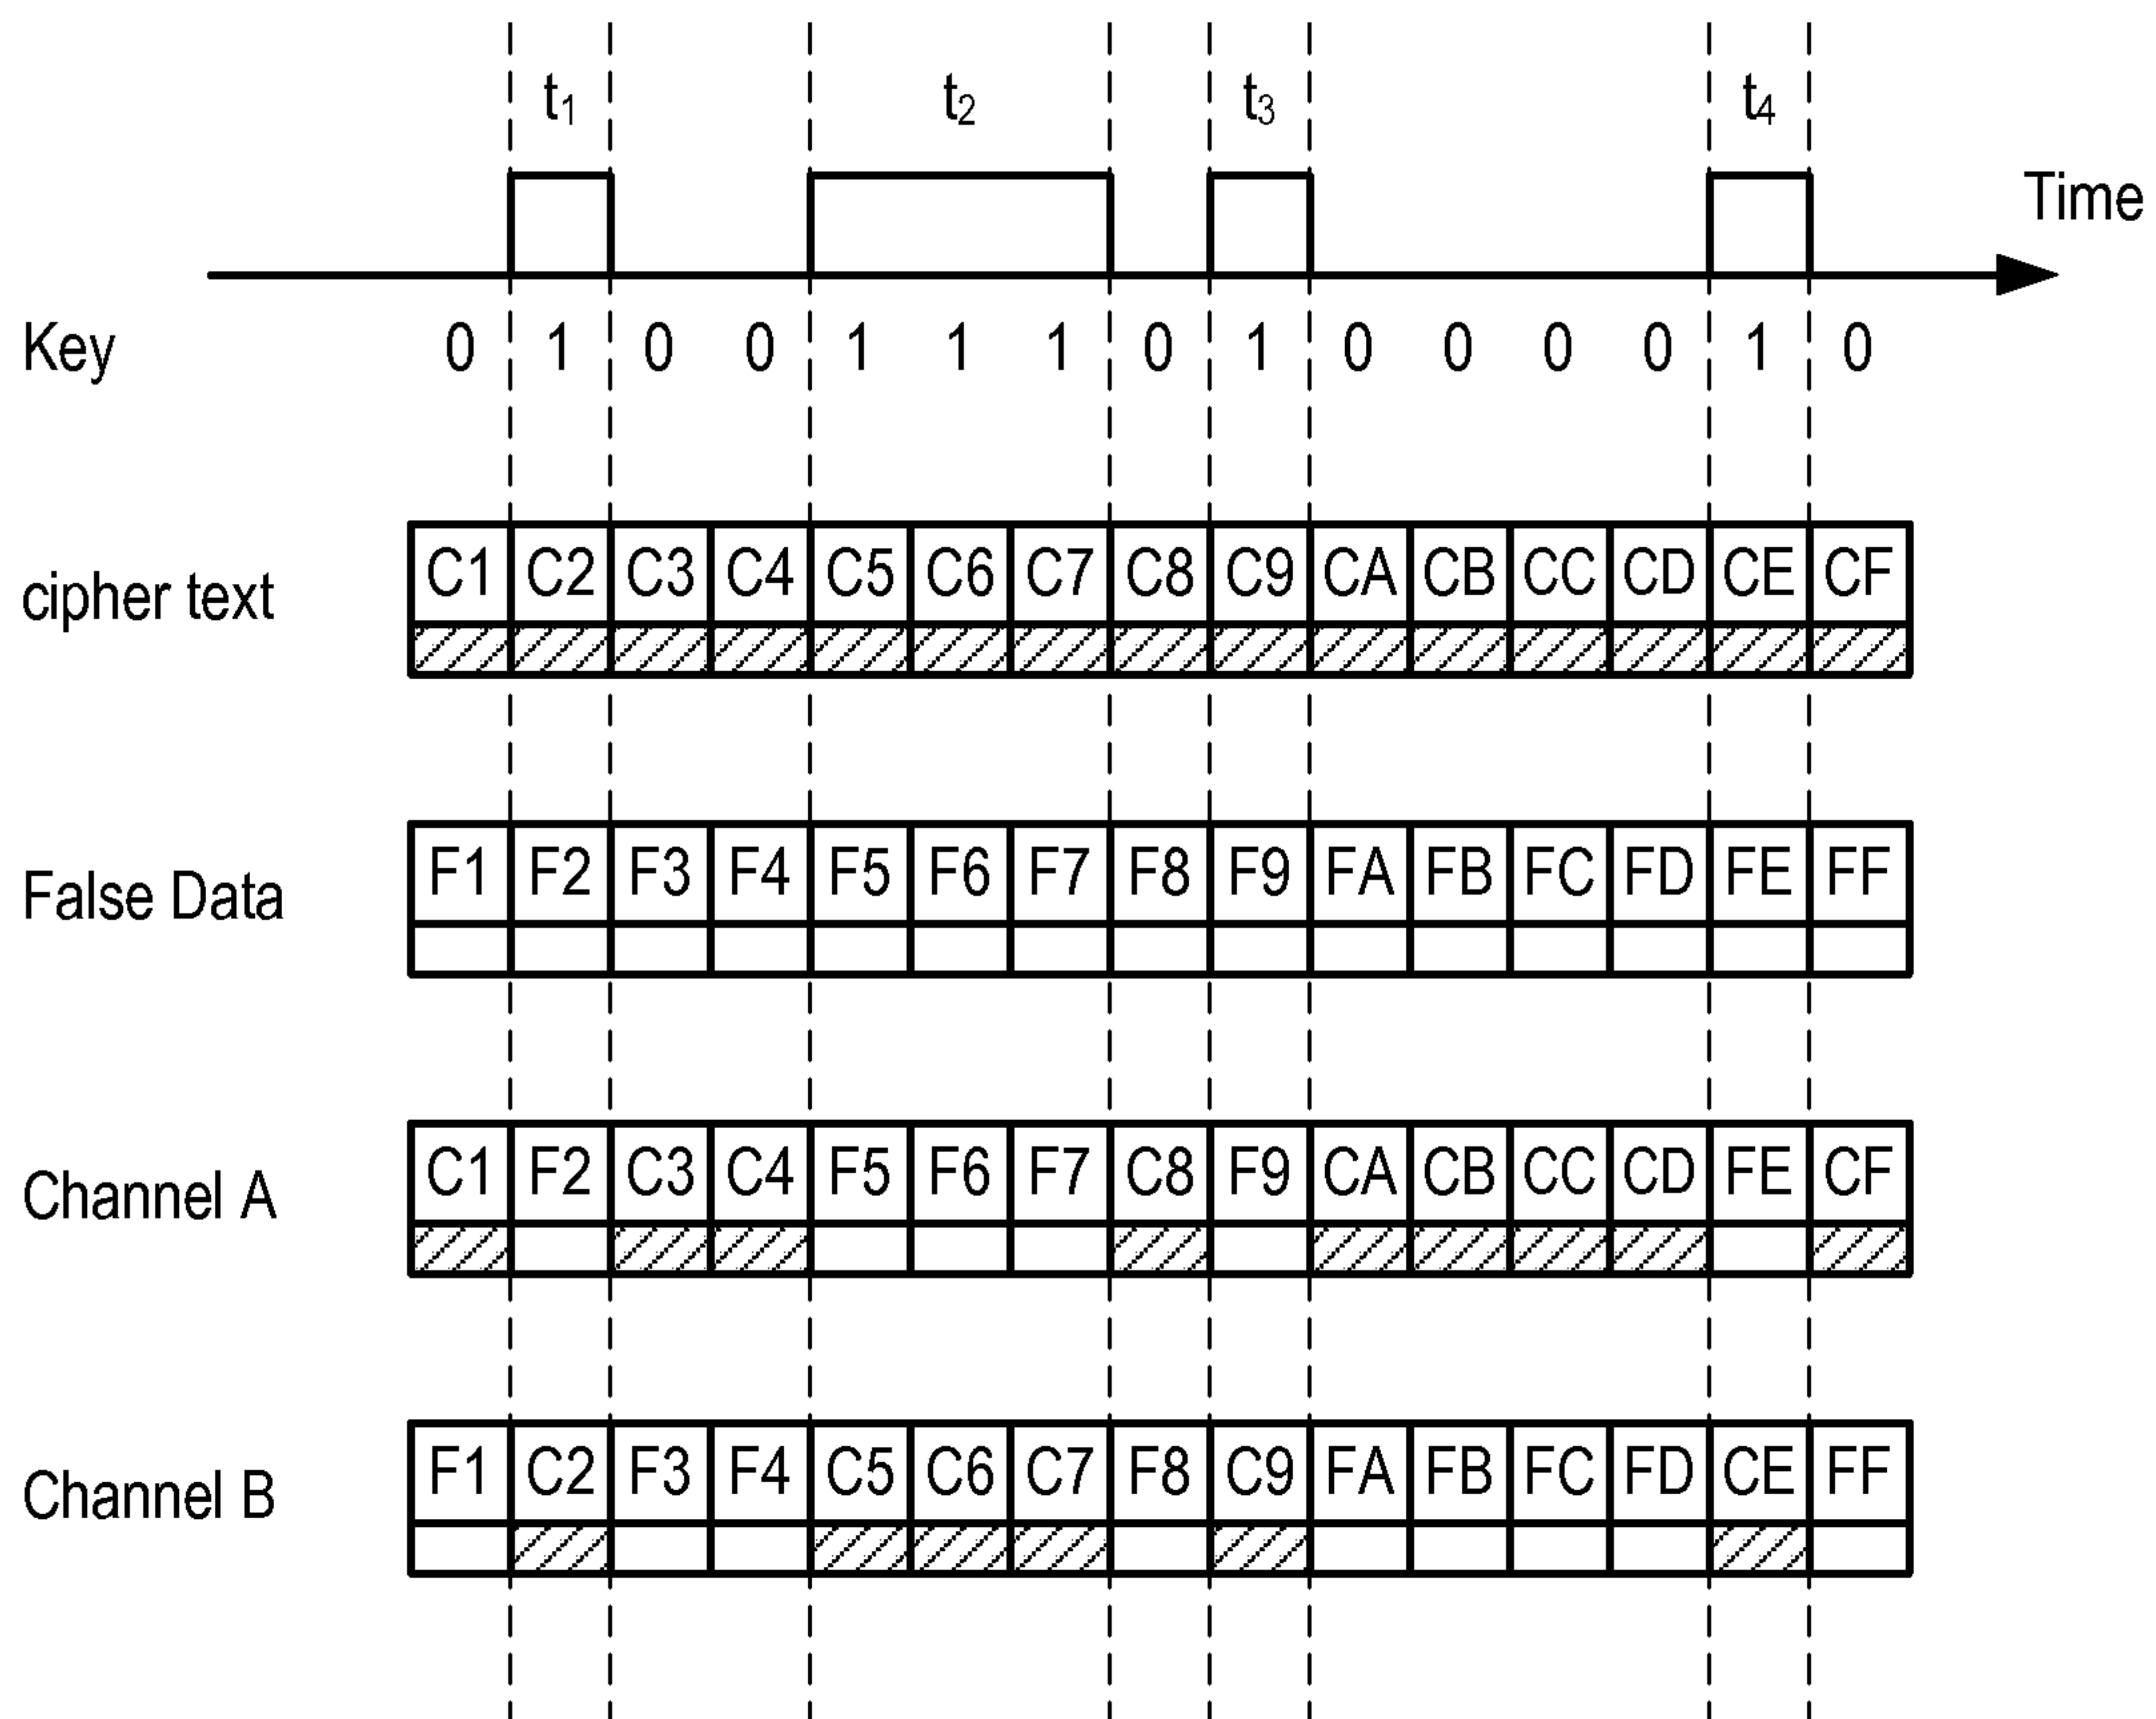 t1 t2 t3 t4
Time
Key 0 1 0 0 1 1 1 0 1 0 0 0 0 1 0
cipher text C1 C2 C3 C4 C5 C6 C7 C8 C9 CA CB CC CD CE CF
False Data F1 F2 F3 F4 F5 F6 F7 F8 F9 FA FB FC FD FE FF
Channel A C1 F2 C3 C4 F5 F6 F7 C8 F9 CA CB CC CD FE CF
Channel B F1 C2 F3 F4 C5 C6 C7 F8 C9 FA FB FC FD CE FF